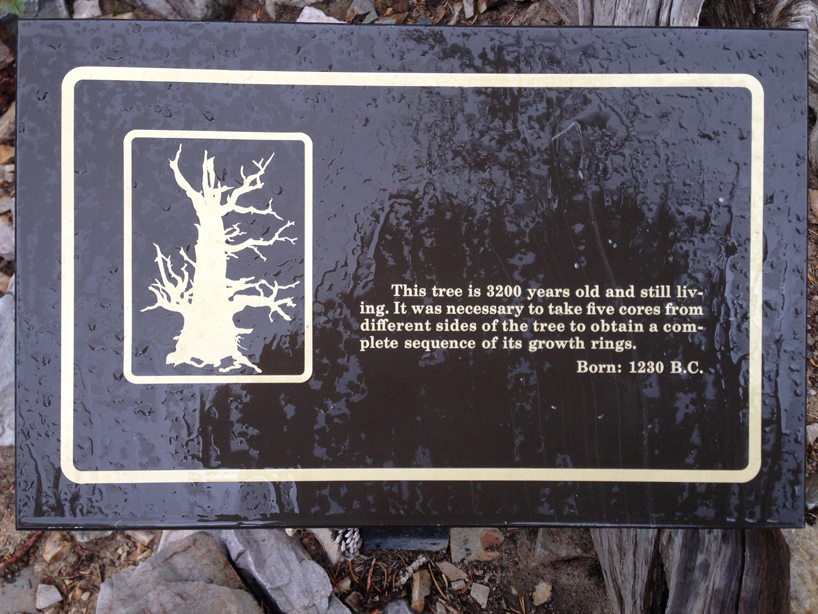 This tree is 3200 years old and still liv-
ing. It was necessary to take five cores from
different sides of the tree to obtain a com-
plete sequence of its growth rings.
Born: 1230 B.C.